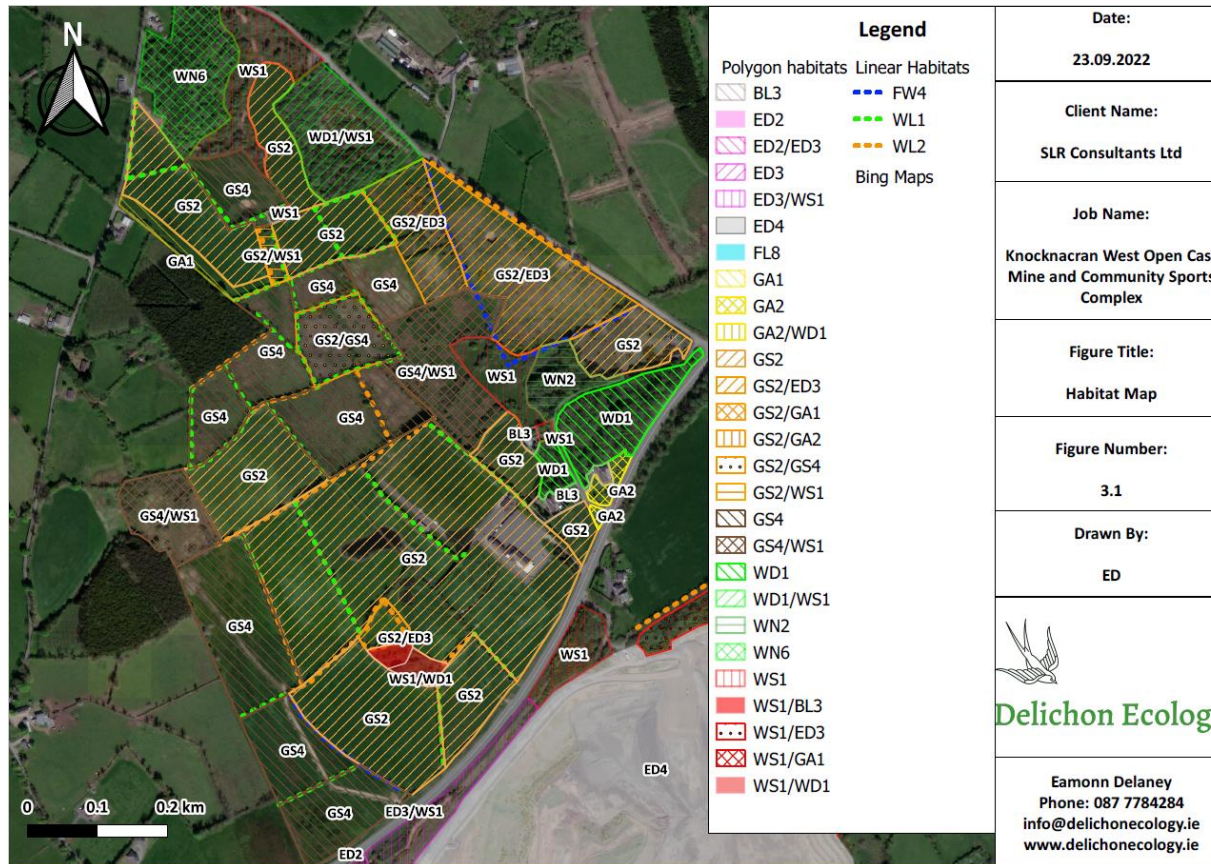 N
WN6
WS1
WD1/WS1
GS2
GS4
GS2
WS1
GS2/ED3
GS2
GS2/WS1
GA1
GS2/ED3
GS4
GS4
GS2/GS4
GS2
GS4
GS4/WS1
WS1
WN2
GS4
GS4
WD1
BL3
WS1
GS2
GS2
WD1
GA2
BL3
GS4/WS1
GA2
GS2
GS2
GS2/ED3
GS4
WS1
WS1/WD1
GS2
GS2
GS4
ED4
0 0.1 0.2 km
GS4
ED3/WS1
ED2
Legend
Polygon habitats Linear Habitats
BL3 FW4
ED2 WL1
ED2/ED3 WL2
ED3 Bing Maps
ED3/WS1
ED4
FL8
GA1
GA2
GA2/WD1
GS2
GS2/ED3
GS2/GA1
GS2/GA2
GS2/GS4
GS2/WS1
GS4
GS4/WS1
WD1
WD1/WS1
WN2
WN6
WS1
WS1/BL3
WS1/ED3
WS1/GA1
WS1/WD1
Date:
23.09.2022
Client Name:
SLR Consultants Ltd
Job Name:
Knocknacran West Open Cas
Mine and Community Sports
Complex
Figure Title:
Habitat Map
Figure Number:
3.1
Drawn By:
ED
Delichon Ecolog
Eamonn Delaney
Phone: 087 7784284
info@delichonecology.ie
www.delichonecology.ie